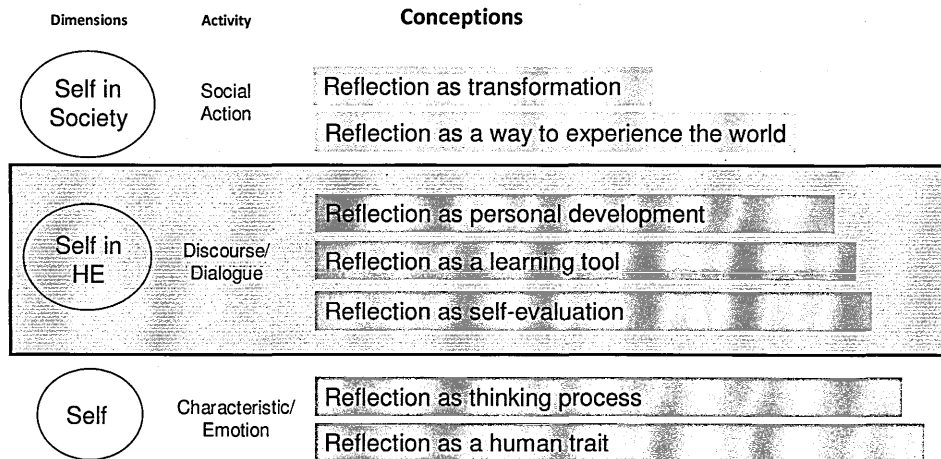 Dimensions Activity Conceptions
Self in
Society
Social
Action
Reflection as transformation
Reflection as a way to experience the world
Self in
HE
Discourse/
Dialogue
Reflection as personal development
Reflection as a learning tool
Reflection as self-evaluation
Self
Characteristic/
Emotion
Reflection as thinking process
Reflection as a human trait